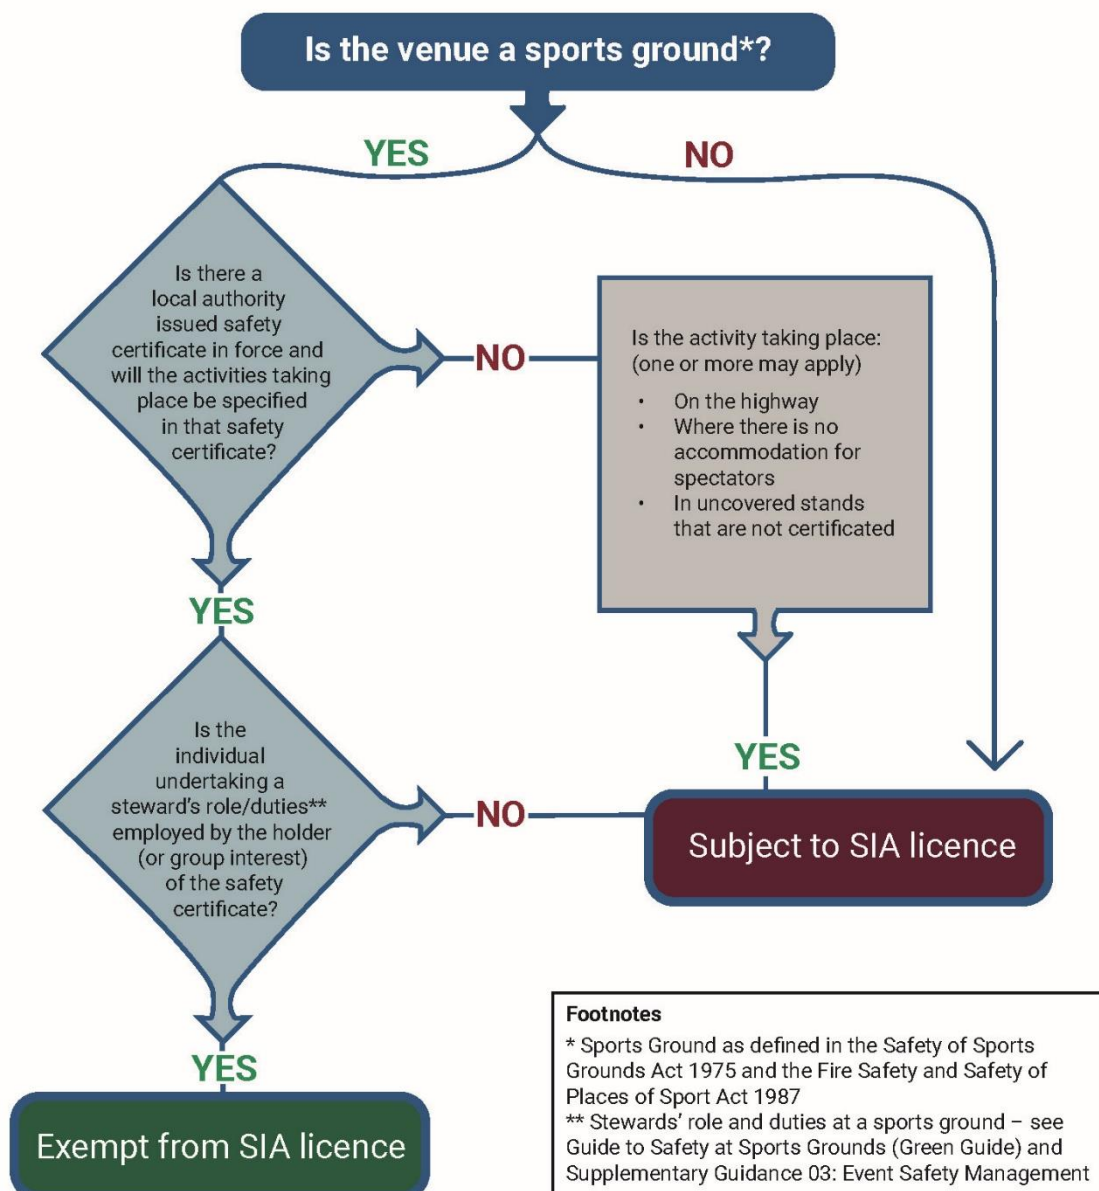 Is the venue a sports ground*?
YES
NO
Is there a
local authority
issued safety
certificate in force and
will the activities taking
place be specified
in that safety
certificate?
NO
Is the activity taking place:
(one or more may apply)
• On the highway
• Where there is no
accommodation for
spectators
• In uncovered stands
that are not certificated
YES
YES
Is the
individual
undertaking a
steward's role/duties**
employed by the holder
(or group interest)
of the safety
certificate?
NO
Subject to SIA licence
YES
Exempt from SIA licence
Footnotes
* Sports Ground as defined in the Safety of Sports
Grounds Act 1975 and the Fire Safety and Safety of
Places of Sport Act 1987
** Stewards' role and duties at a sports ground – see
Guide to Safety at Sports Grounds (Green Guide) and
Supplementary Guidance 03: Event Safety Management